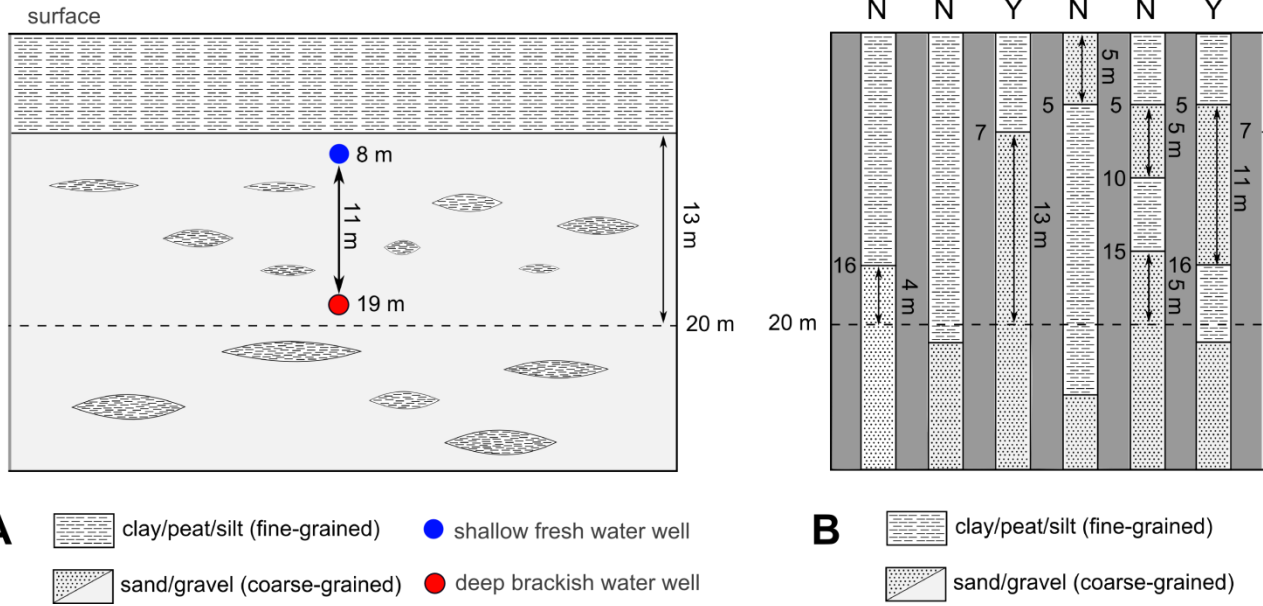 surface
8 m
11 m
19 m
13 m
20 m
A
clay/peat/silt (fine-grained)
shallow fresh water well
sand/gravel (coarse-grained)
deep brackish water well
N N Y N N Y
5 m
5 5 5
7 5 m 7
13 m 11 m
10
15
16 4 m 16 5 m
20 m
B
clay/peat/silt (fine-grained)
sand/gravel (coarse-grained)